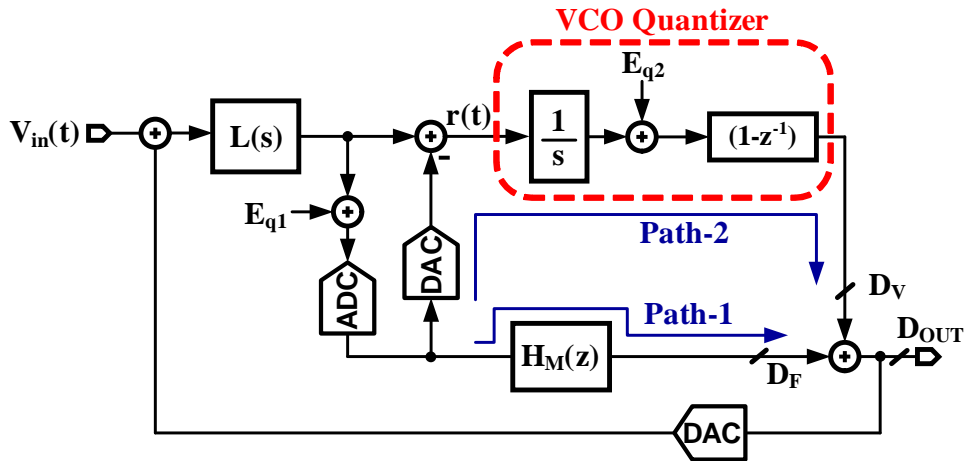 VCO Quantizer
E_q2
V_in(t)
L(s)
r(t)
1/s
(1-z^-1)
-
E_q1
ADC
DAC
Path-2
Path-1
D_V
H_M(z)
D_F
D_OUT
DAC